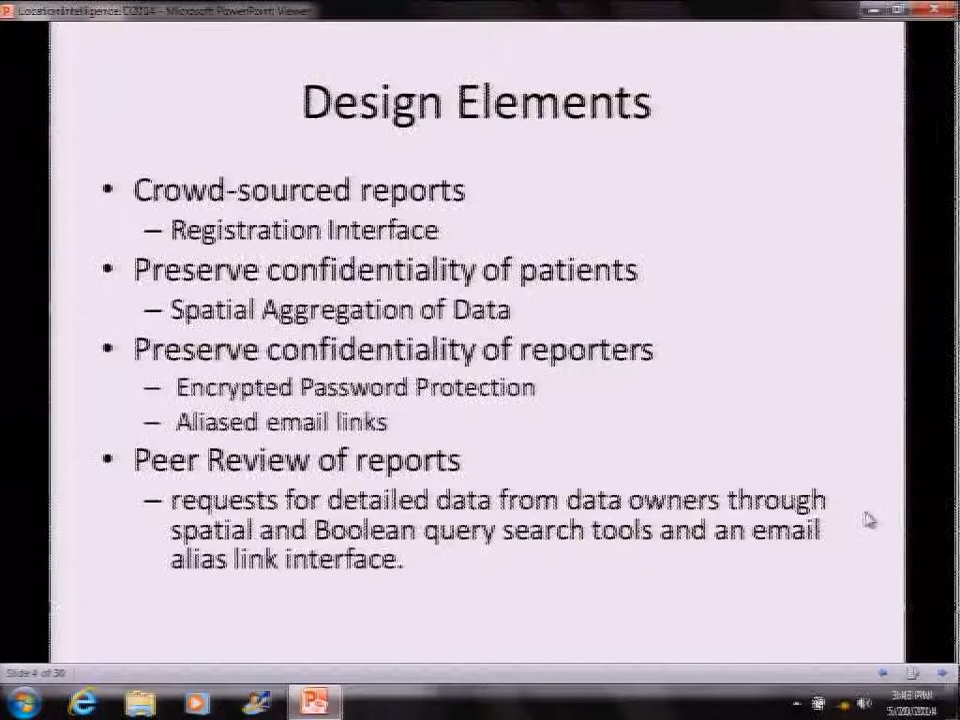 Microsoft PowerPoint Viewer
Design Elements
• Crowd-sourced reports
– Registration Interface
• Preserve confidentiality of patients
– Spatial Aggregation of Data
• Preserve confidentiality of reporters
– Encrypted Password Protection
– Aliased email links
• Peer Review of reports
– requests for detailed data from data owners through
spatial and Boolean query search tools and an email
alias link interface.
Slide 4 of 30